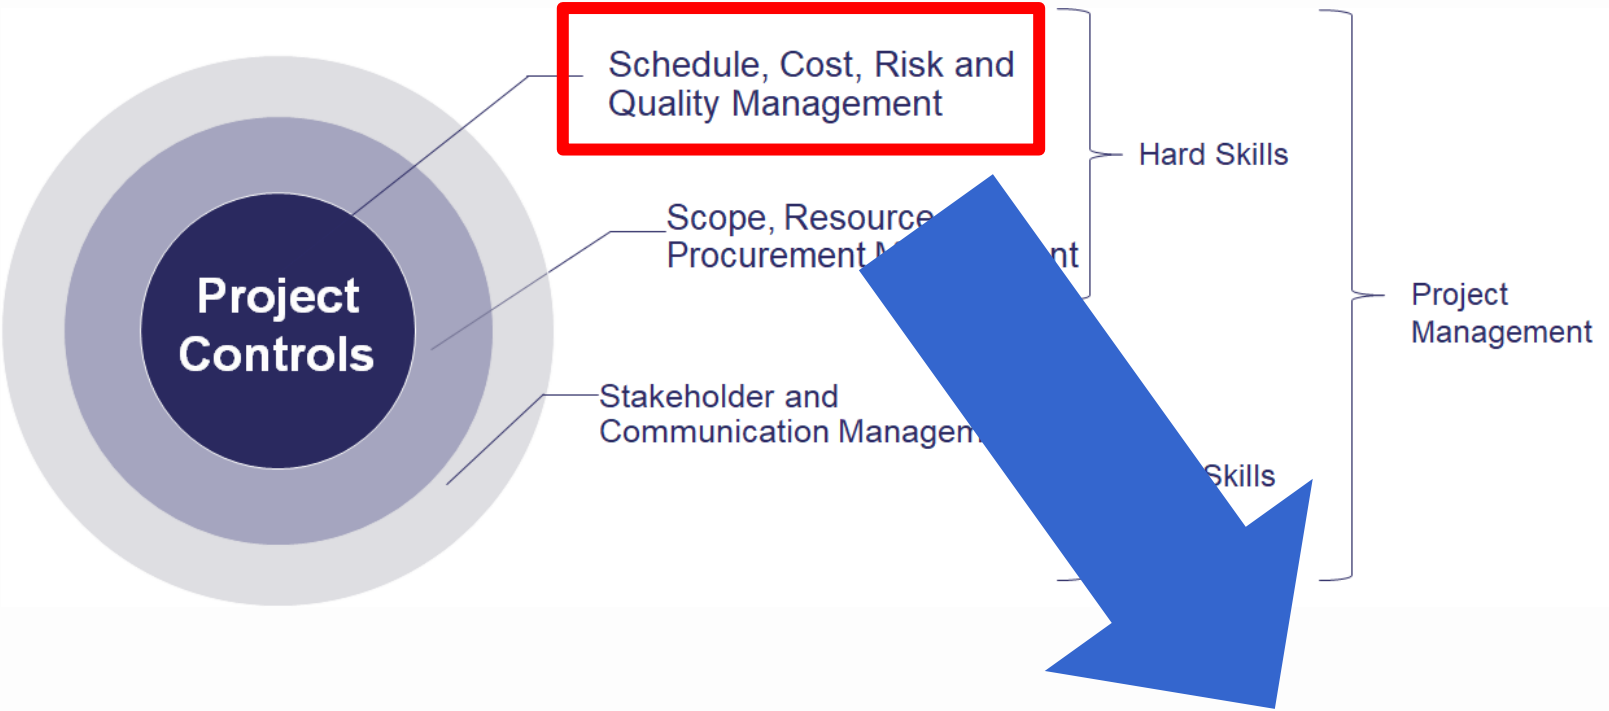 Schedule, Cost, Risk and
Quality Management
Hard Skills
Scope, Resource
Procurement
Project
Controls
Project
Management
Stakeholder and
Communication
Skills